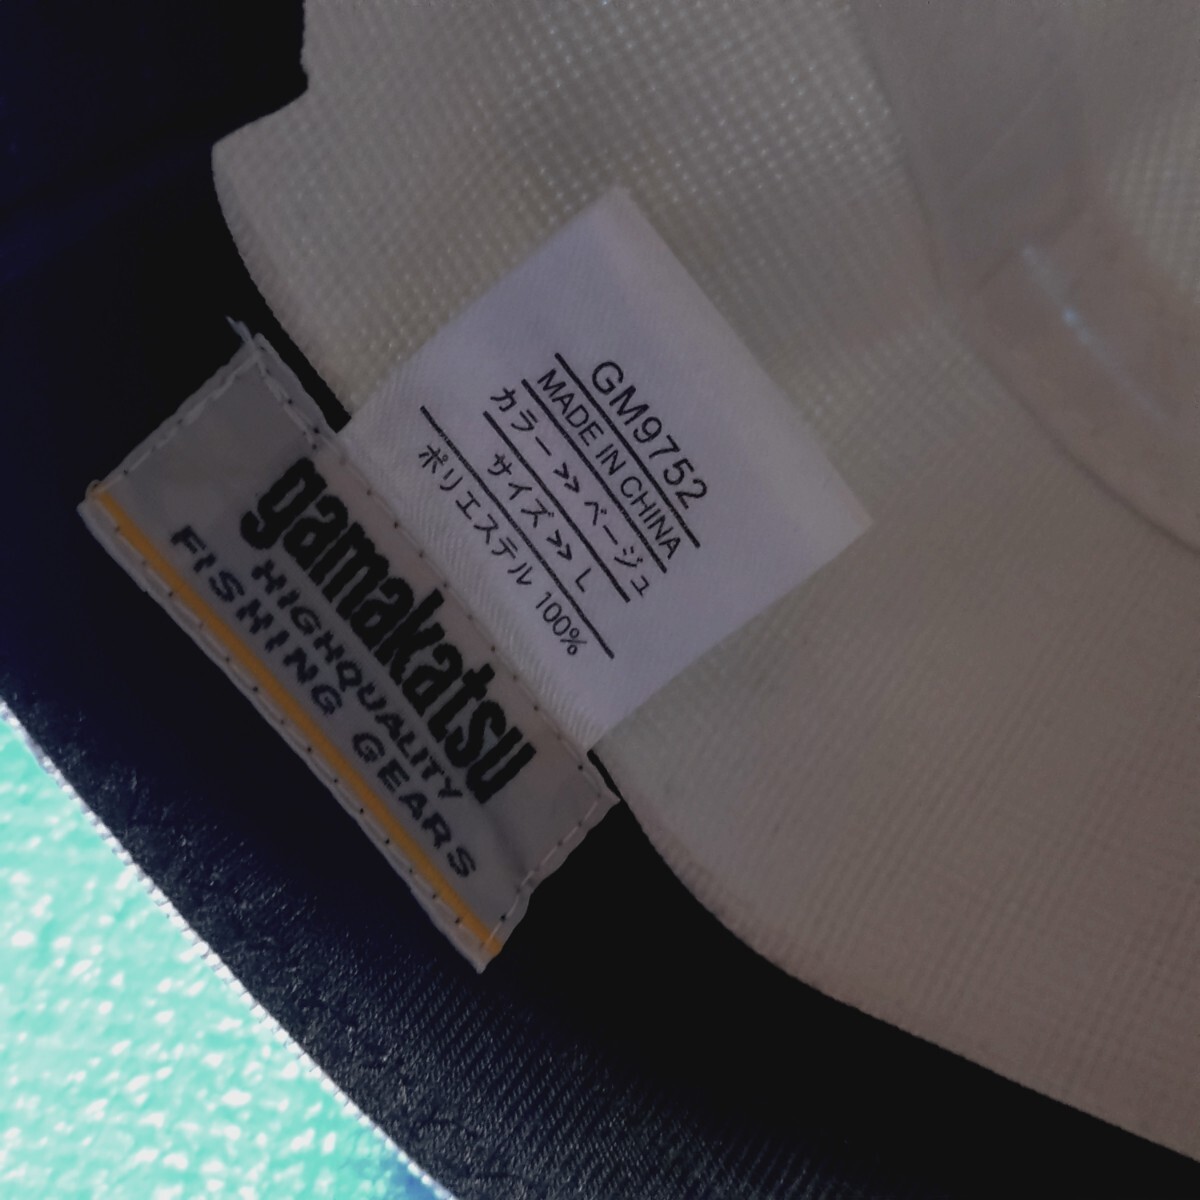 GM9752
MADE IN CHINA
カラー >> ベージュ
サイズ >> L
ポリエステル 100%
gamakatsu
HIGHQUALITY
FISHING GEARS